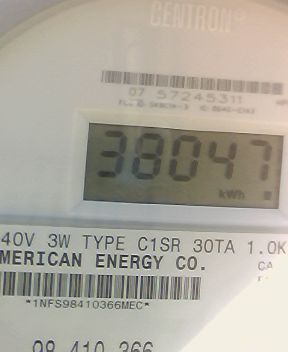 CENTRON®
07 57245311
38047
kWh
40V 3W TYPE C1SR 30TA 1.0K
MERICAN ENERGY CO.
CA
*1NFS98410366MEC*
98 410 366